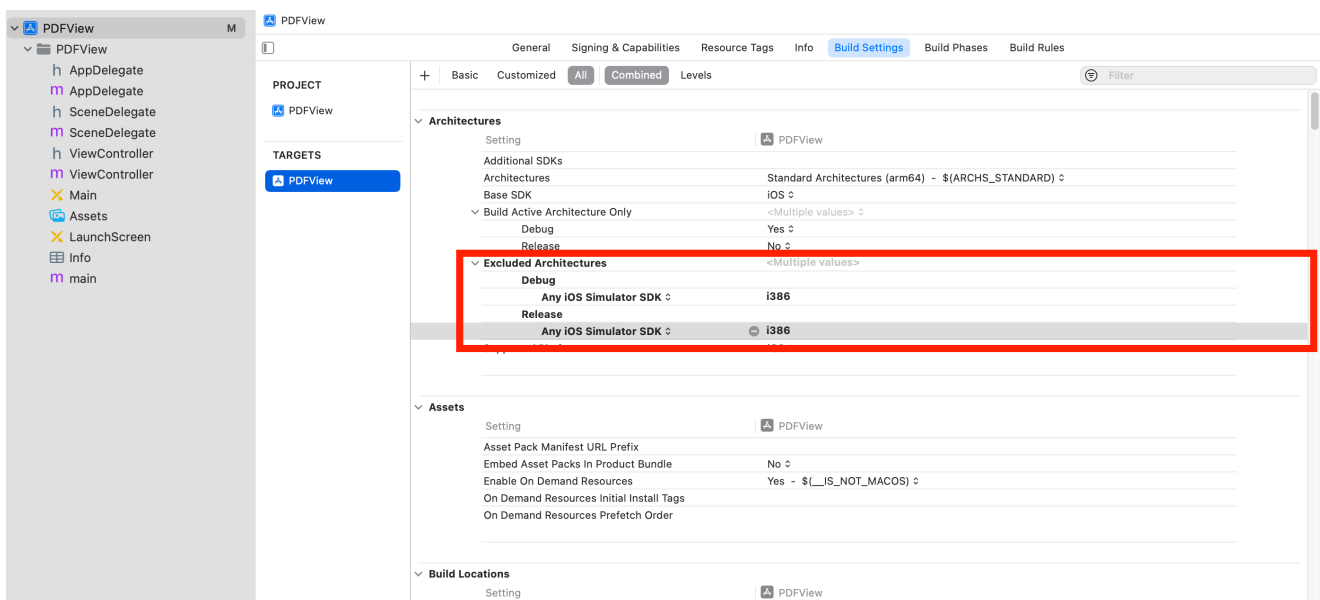 PDFView M
PDFView
h AppDelegate
m AppDelegate
h SceneDelegate
m SceneDelegate
h ViewController
m ViewController
Main
Assets
LaunchScreen
Info
m main
PDFView
General Signing & Capabilities Resource Tags Info Build Settings Build Phases Build Rules
PROJECT
PDFView
TARGETS
PDFView
+ Basic Customized All Combined Levels Filter
Architectures
Setting PDFView
Additional SDKs
Architectures Standard Architectures (arm64) - $(ARCHS_STANDARD)
Base SDK iOS
Build Active Architecture Only <Multiple values>
Debug Yes
Release No
Excluded Architectures <Multiple values>
Debug
Any iOS Simulator SDK i386
Release
Any iOS Simulator SDK i386
Assets
Setting PDFView
Asset Pack Manifest URL Prefix
Embed Asset Packs In Product Bundle No
Enable On Demand Resources Yes - $(__IS_NOT_MACOS)
On Demand Resources Initial Install Tags
On Demand Resources Prefetch Order
Build Locations
Setting PDFView